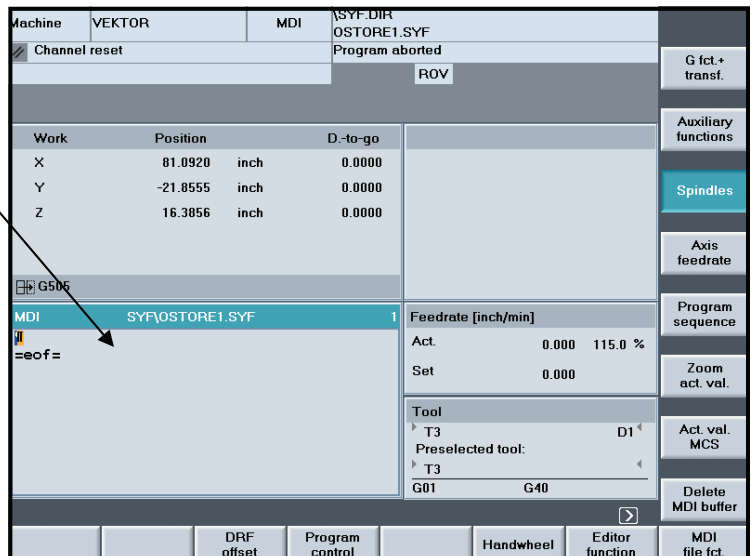 Machine VEKTOR MDI \SYF.DIR
OSTORE1.SYF
Channel reset Program aborted
ROV
Work Position D.-to-go
X 81.0920 inch 0.0000
Y -21.8555 inch 0.0000
Z 16.3856 inch 0.0000
G505
MDI SYF\OSTORE1.SYF 1
=eof=
Feedrate [inch/min]
Act. 0.000 115.0 %
Set 0.000
Tool
T3 D1
Preselected tool:
T3
G01 G40
G fct.+
transf.
Auxiliary
functions
Spindles
Axis
feedrate
Program
sequence
Zoom
act. val.
Act. val.
MCS
Delete
MDI buffer
DRF
offset
Program
control
Handwheel
Editor
function
MDI
file fct.